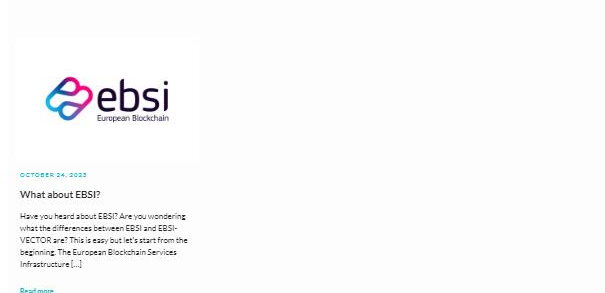 ebsi
European Blockchain
OCTOBER 24, 2023
What about EBSI?
Have you heard about EBSI? Are you wondering
what the differences between EBSI and EBSI-
VECTOR are? This is easy but let's start from the
beginning. The European Blockchain Services
Infrastructure [...]
Read more